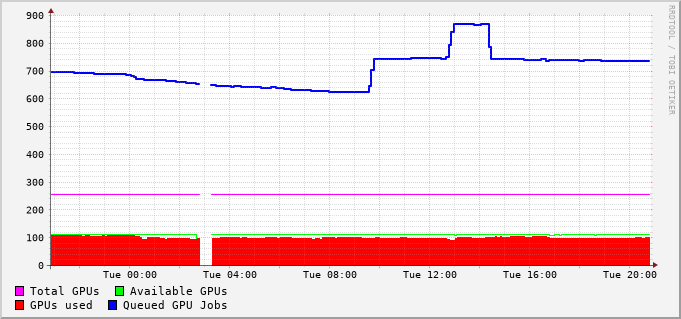 900
800
700
600
500
400
300
200
100
0
Tue 00:00 Tue 04:00 Tue 08:00 Tue 12:00 Tue 16:00 Tue 20:00
Total GPUs Available GPUs
GPUs used Queued GPU Jobs
RRDTOOL / TOBI OETIKER